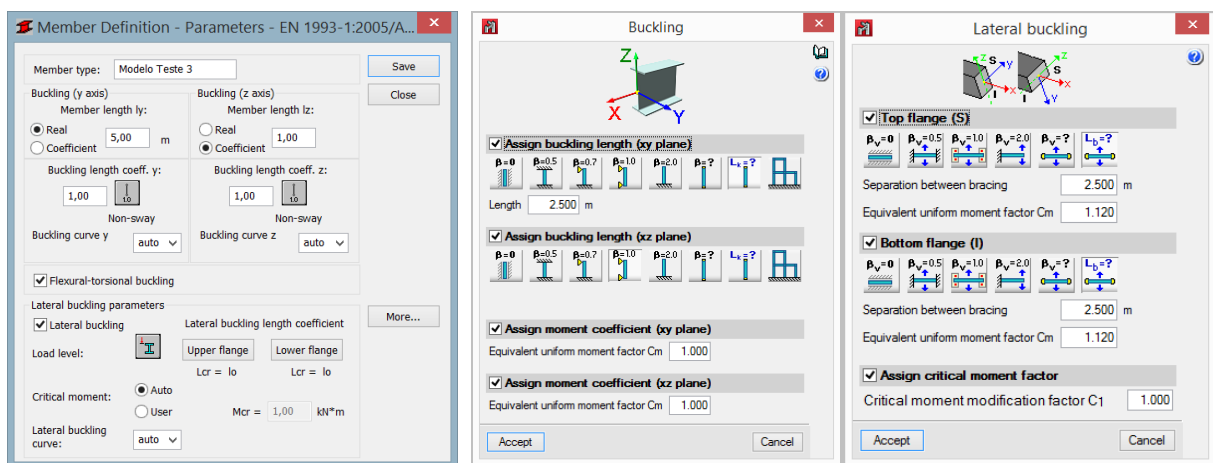 Member Definition - Parameters - EN 1993-1:2005/A...
Member type: Modelo Teste 3
Save
Close
Buckling (y axis)
Member length ly:
Real
Coefficient
5,00 m
Buckling length coeff. y:
1,00
1.0
Non-sway
Buckling curve y auto
Buckling (z axis)
Member length lz:
Real
Coefficient
1,00
Buckling length coeff. z:
1,00
1.0
Non-sway
Buckling curve z auto
Flexural-torsional buckling
Lateral buckling parameters
Lateral buckling
Lateral buckling length coefficient
More...
Load level:
Upper flange Lower flange
Lcr = lo Lcr = lo
Critical moment:
Auto
User
Mcr = 1,00 kN*m
Lateral buckling
curve: auto
Buckling
Z
X Y
Assign buckling length (xy plane)
β=0 β=0.5 β=0.7 β=1.0 β=2.0 β=? Lk=?
Length 2.500 m
Assign buckling length (xz plane)
β=0 β=0.5 β=0.7 β=1.0 β=2.0 β=? Lk=?
Assign moment coefficient (xy plane)
Equivalent uniform moment factor Cm 1.000
Assign moment coefficient (xz plane)
Equivalent uniform moment factor Cm 1.000
Accept Cancel
Lateral buckling
Z S Y X I
Z S X I Y
Top flange (S)
βv=0 βv=0.5 βv=1.0 βv=2.0 βv=? Lb=?
Separation between bracing 2.500 m
Equivalent uniform moment factor Cm 1.120
Bottom flange (I)
βv=0 βv=0.5 βv=1.0 βv=2.0 βv=? Lb=?
Separation between bracing 2.500 m
Equivalent uniform moment factor Cm 1.120
Assign critical moment factor
Critical moment modification factor C1 1.000
Accept Cancel